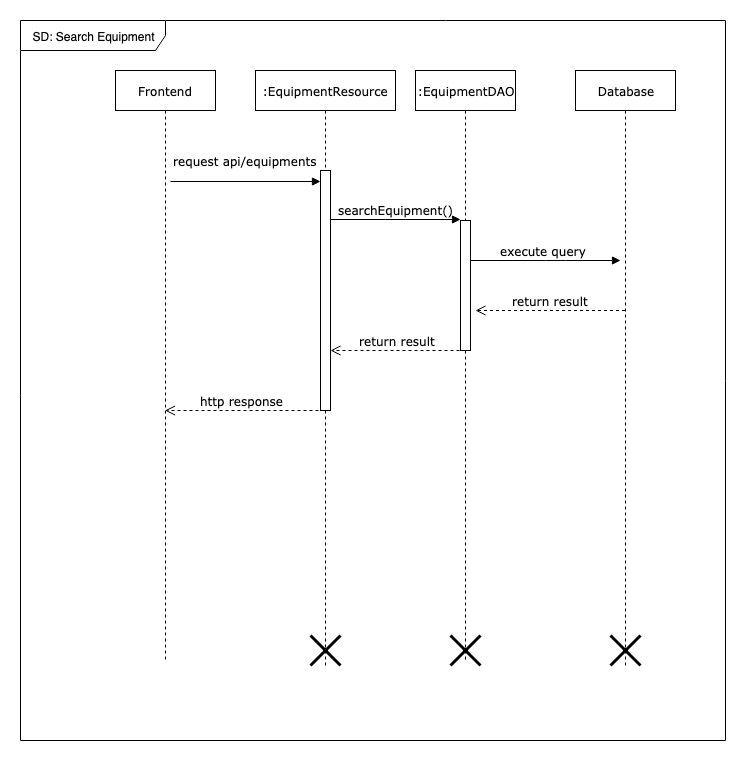 SD: Search Equipment
Frontend
:EquipmentResource
:EquipmentDAO
Database
request api/equipments
searchEquipment()
execute query
return result
return result
http response